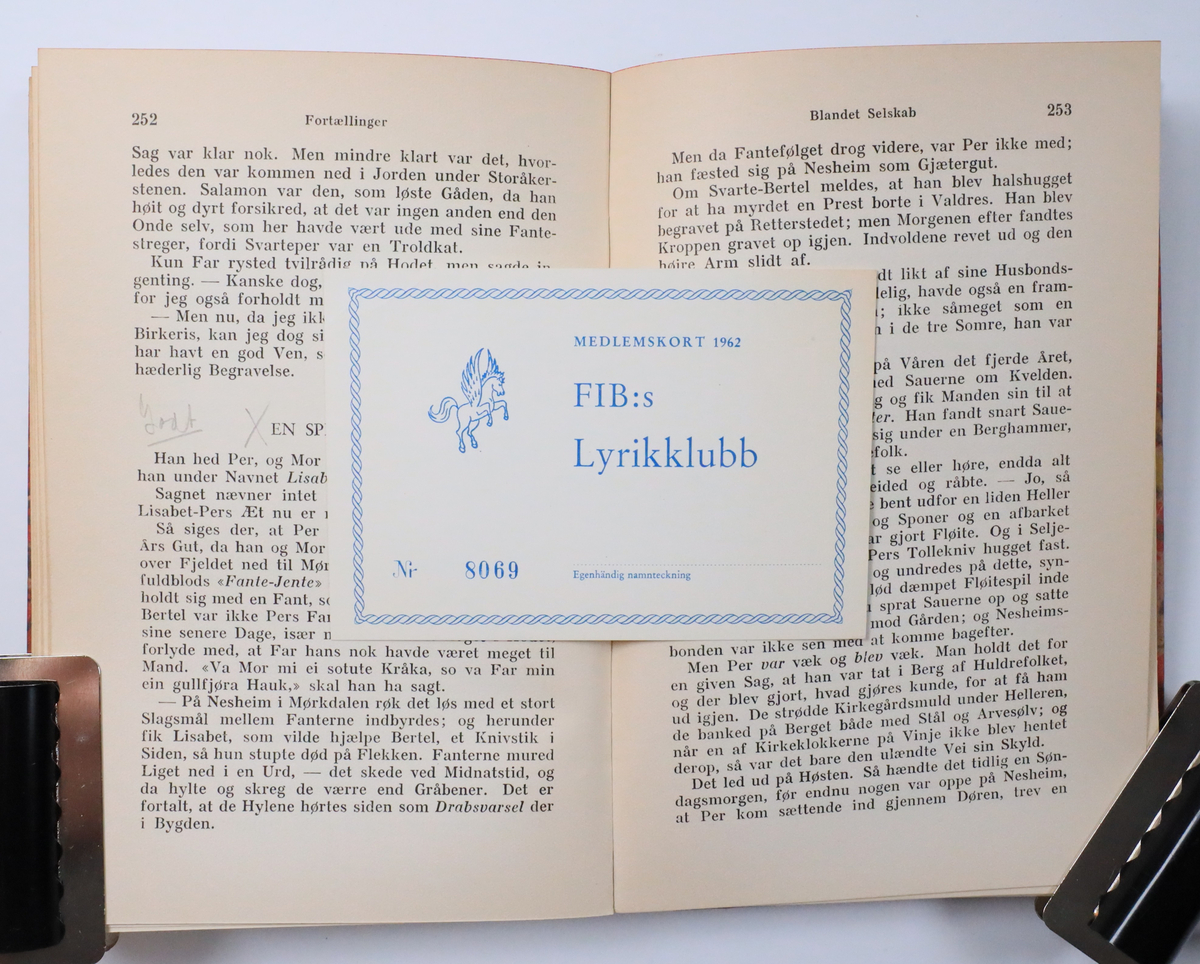 252
Fortællinger
Sag var klar nok. Men mindre klart var det, hvor-
ledes den var kommen ned i Jorden under Storåker-
stenen. Salamon var den, som løste Gåden, da han
høit og dyrt forsikred, at det var ingen anden end den
Onde selv, som her havde vært ude med sine Fante-
streger, fordi Svarteper var en Troldkat.
Kun Far rysted tvilrådig på Hodet, men sagde in-
genting. — Kanske dog,
for jeg også forholdt
— Men nu, da jeg
Birkeris, kan jeg dog
har havt en god Ven,
hæderlig Begravelse.
Godt X EN
Han hed Per, og Mor
han under Navnet
Sagnet nævner intet
Lisabet-Pers Æt nu er
Så siges der, at Per
Års Gut, da han og Mor
over Fjeldet ned til
fuldblods «Fante-Jente»
holdt sig med en Fant,
Bertel var ikke Pers
sine senere Dage, især
forlyde med, at Far hans nok havde været meget til
Mand. «Va Mor mi ei sotute Kråka, so va Far min
ein gullfjøra Hauk,» skal han ha sagt.
— På Nesheim i Mørkdalen røk det løs med et stort
Slagsmål mellem Fanterne indbyrdes; og herunder
fik Lisabet, som vilde hjælpe Bertel, et Knivstik i
Siden, så hun stupte død på Flekken. Fanterne mured
Liget ned i en Urd, — det skede ved Midnatstid, og
da hylte og skreg de værre end Gråbener. Det er
fortalt, at de Hylene hørtes siden som Drabsvarsel der
i Bygden.
MEDLEMSKORT 1962
FIB:s
Lyrikklubb
Nr 8069
Egenhändig namnteckning
Blandet Selskab
253
Men da Fantefølget drog videre, var Per ikke med;
han fæsted sig på Nesheim som Gjætergut.
Om Svarte-Bertel meldes, at han blev halshugget
for at ha myrdet en Prest borte i Valdres. Han blev
begravet på Retterstedet; men Morgenen efter fandtes
Kroppen gravet op igjen. Indvoldene revet ud og den
høire Arm slidt af.
likt af sine Husbonds-
havde også en fram-
ikke såmeget som en
i de tre Somre, han var
på Våren det fjerde Året,
Sauerne om Kvelden.
og fik Manden sin til at
Han fandt snart Saue-
sig under en Berghammer,
se eller høre, endda alt
og råbte. — Jo, så
bent udfor en liden Heller
og Sponer og en afbarket
gjort Fløite. Og i Selje-
Pers Tollekniv hugget fast.
og undredes på dette, syn-
dæmpet Fløitespil inde
sprat Sauerne op og satte
mod Gården; og Nesheims-
bonden var ikke sen med at komme bagefter.
Men Per var væk og blev væk. Man holdt det for
en given Sag, at han var tat i Berg af Huldrefolket,
og der blev gjort, hvad gjøres kunde, for at få ham
ud igjen. De strødde Kirkegårdsmuld under Helleren,
de banked på Berget både med Stål og Arvesølv; og
når en af Kirkeklokkerne på Vinje ikke blev hentet
derop, så var det bare den ulændte Vei sin Skyld.
Det led ud på Høsten. Så hændte det tidlig en Søn-
dagsmorgen, før endnu nogen var oppe på Nesheim,
at Per kom sættende ind gjennem Døren, trev en